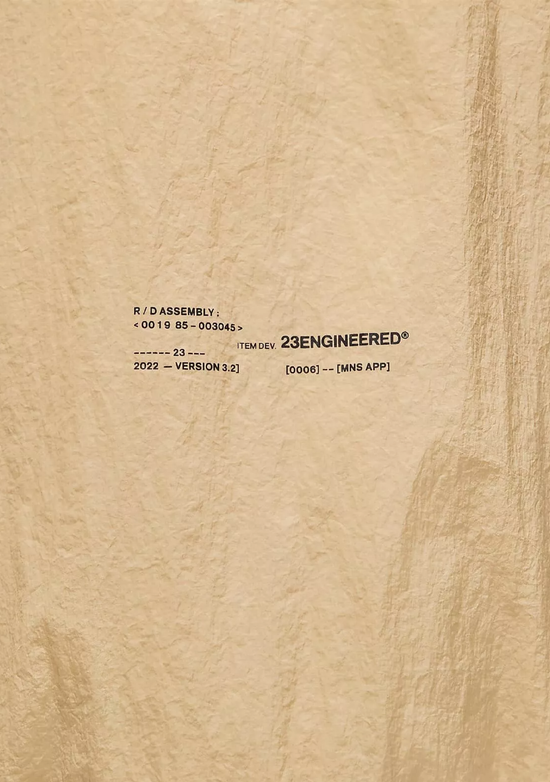 R / D ASSEMBLY ;
< 0019 85 – 003045 >
ITEM DEV. 23ENGINEERED®
------ 23 ---
2022 — VERSION 3.2]
[0006] -- [MNS APP]